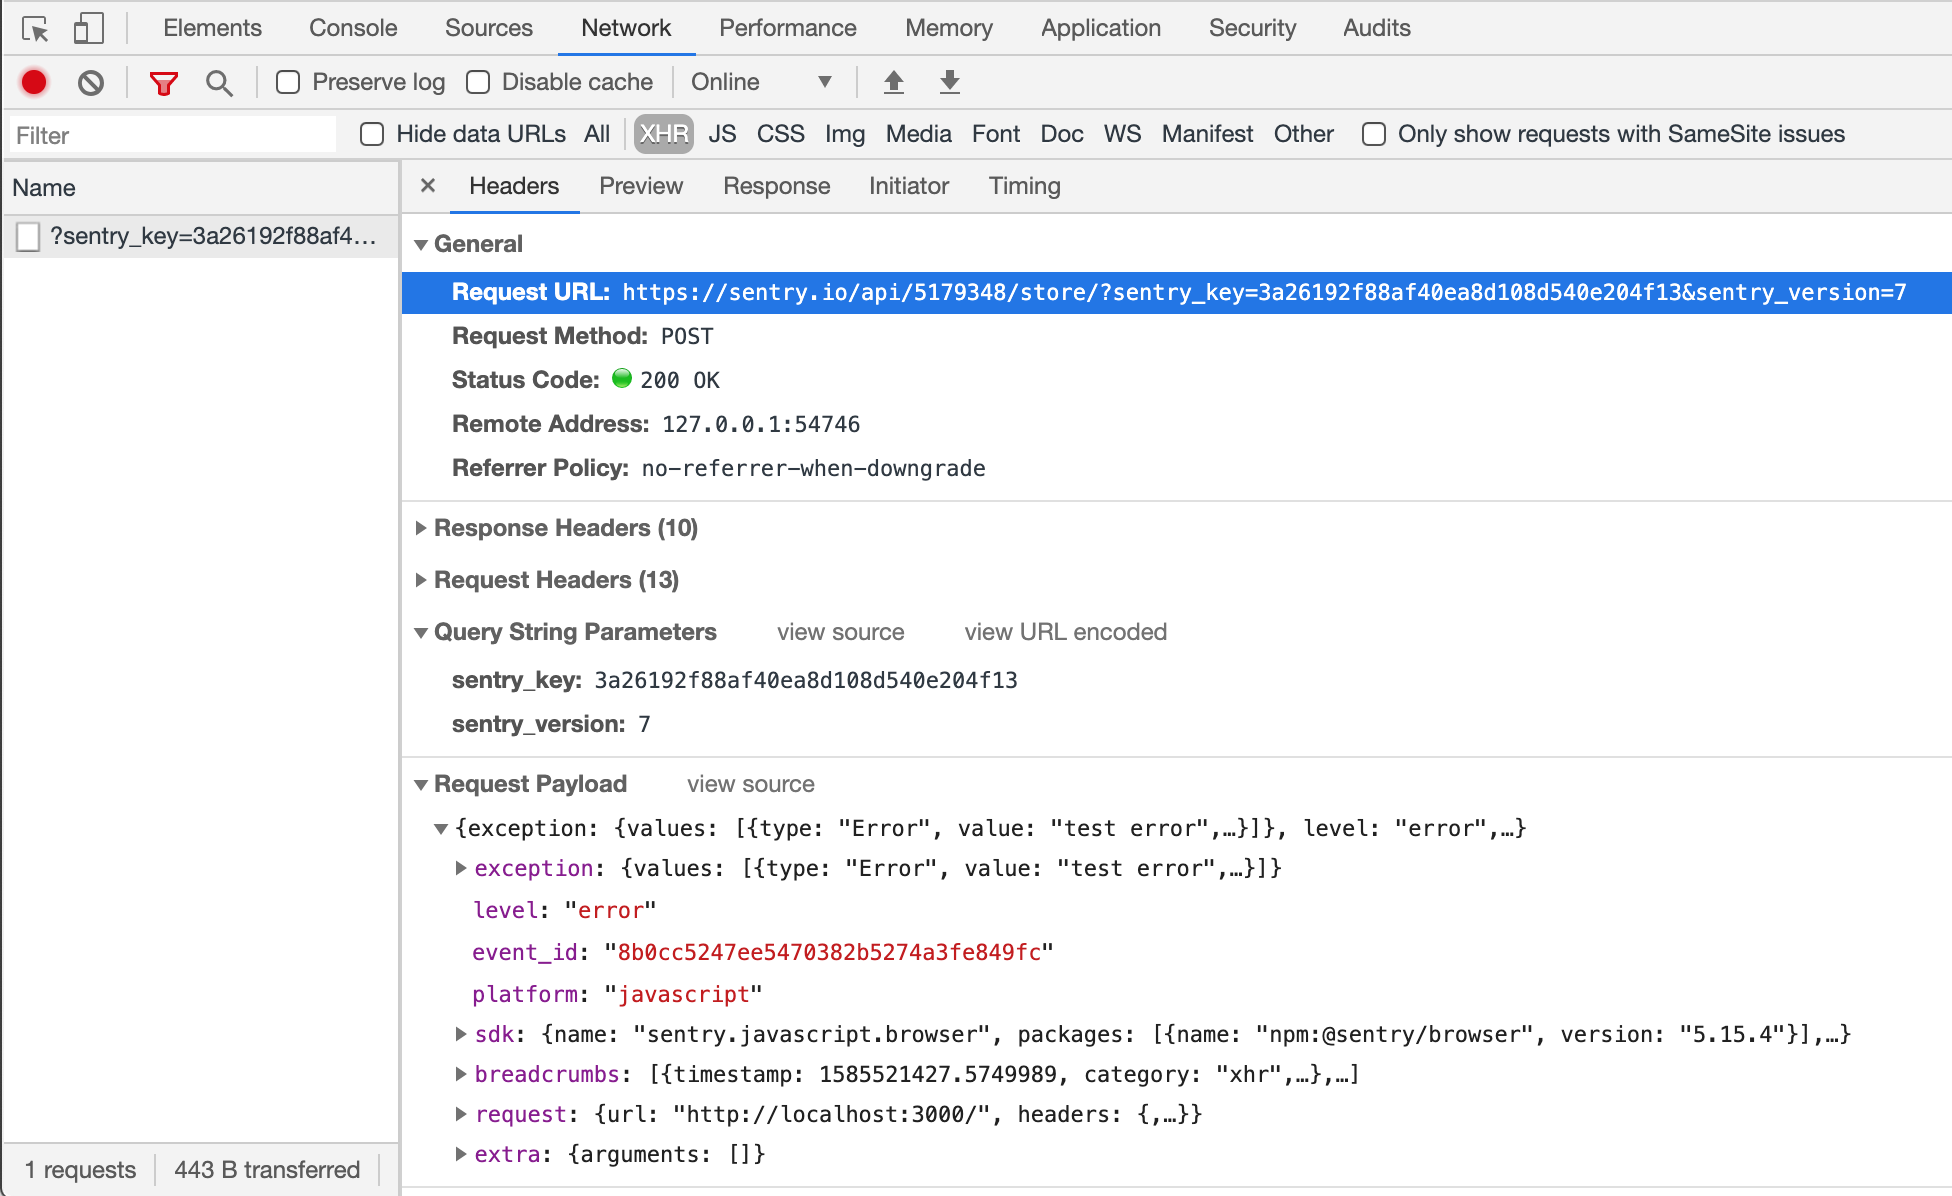 Elements Console Sources Network Performance Memory Application Security Audits
Preserve log Disable cache Online
Filter Hide data URLs All XHR JS CSS Img Media Font Doc WS Manifest Other Only show requests with SameSite issues
Name
× Headers Preview Response Initiator Timing
?sentry_key=3a26192f88af4…
General
Request URL: https://sentry.io/api/5179348/store/?sentry_key=3a26192f88af40ea8d108d540e204f13&sentry_version=7
Request Method: POST
Status Code: 200 OK
Remote Address: 127.0.0.1:54746
Referrer Policy: no-referrer-when-downgrade
Response Headers (10)
Request Headers (13)
Query String Parameters view source view URL encoded
sentry_key: 3a26192f88af40ea8d108d540e204f13
sentry_version: 7
Request Payload view source
{exception: {values: [{type: "Error", value: "test error",…}]}, level: "error",…}
exception: {values: [{type: "Error", value: "test error",…}]}
level: "error"
event_id: "8b0cc5247ee5470382b5274a3fe849fc"
platform: "javascript"
sdk: {name: "sentry.javascript.browser", packages: [{name: "npm:@sentry/browser", version: "5.15.4"}],…}
breadcrumbs: [{timestamp: 1585521427.5749989, category: "xhr",…},…]
request: {url: "http://localhost:3000/", headers: {,…}}
extra: {arguments: []}
1 requests 443 B transferred